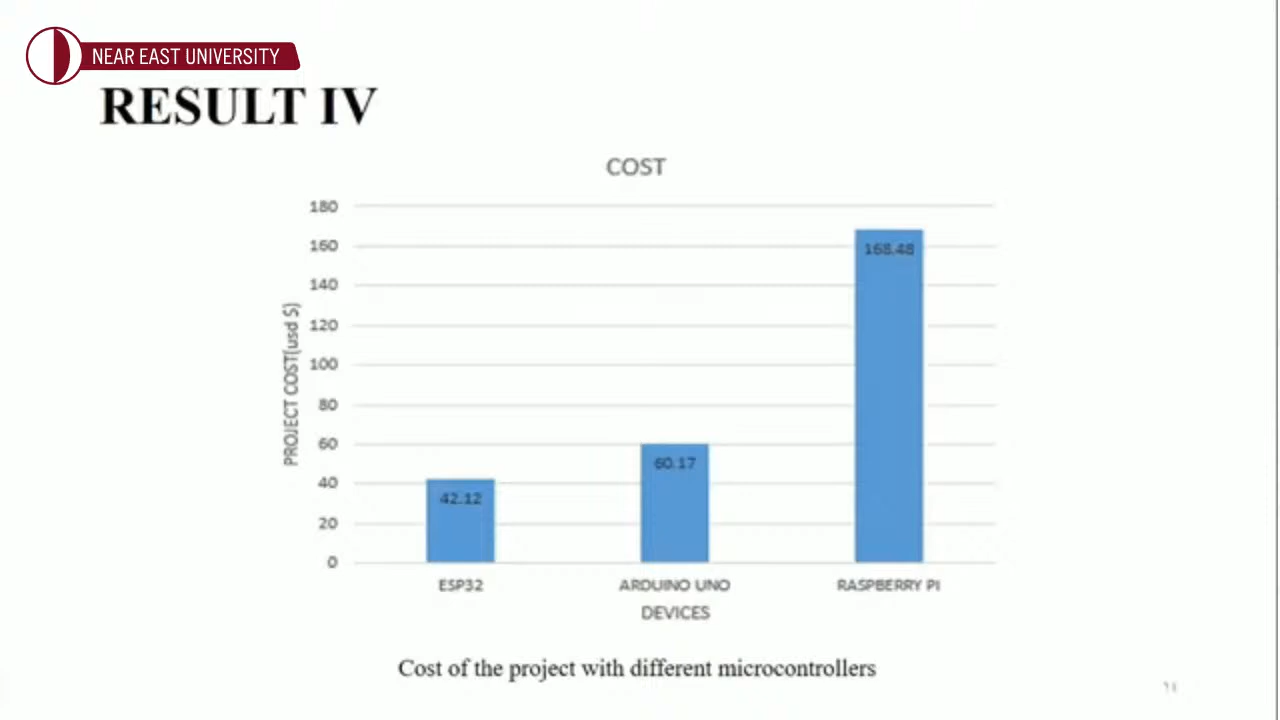 NEAR EAST UNIVERSITY
RESULT IV
COST
180
160
140
120
100
80
60
40
20
0
PROJECT COST(usd $)
168.48
60.17
42.12
ESP32 ARDUINO UNO RASPBERRY PI
DEVICES
Cost of the project with different microcontrollers